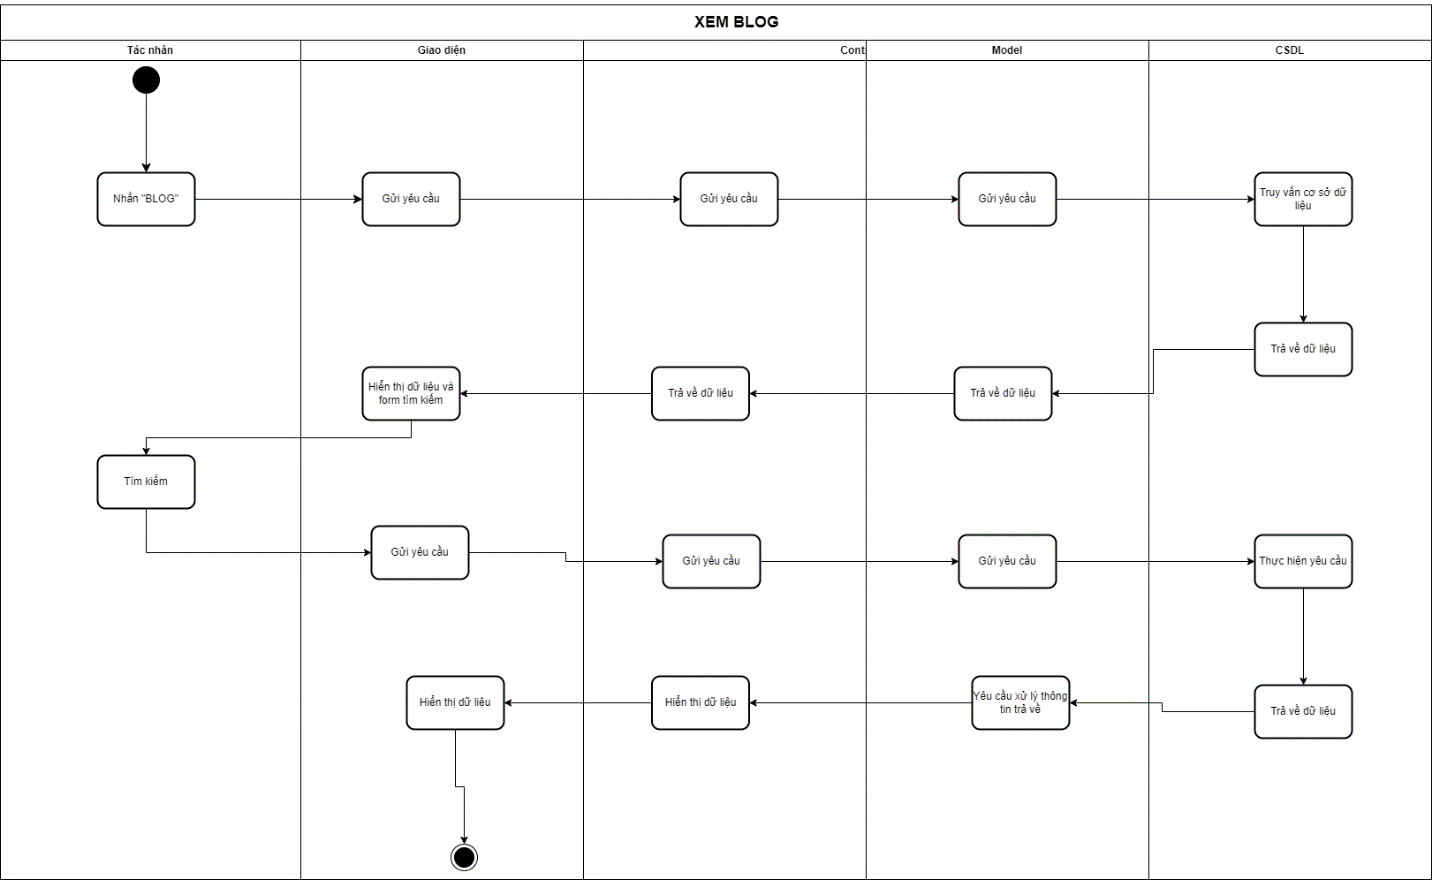 XEM BLOG
Tác nhân
Giao diện
Cont
Model
CSDL
Nhấn "BLOG"
Gửi yêu cầu
Gửi yêu cầu
Gửi yêu cầu
Truy vấn cơ sở dữ
liệu
Trả về dữ liệu
Hiển thị dữ liệu và
form tìm kiếm
Trả về dữ liệu
Trả về dữ liệu
Tìm kiếm
Gửi yêu cầu
Gửi yêu cầu
Gửi yêu cầu
Thực hiện yêu cầu
Hiển thị dữ liệu
Hiển thị dữ liệu
Yêu cầu xử lý thông
tin trả về
Trả về dữ liệu